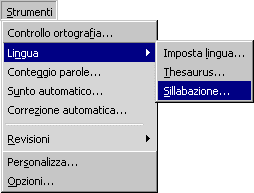 Strumenti
Controllo ortografia...
Lingua
Conteggio parole...
Sunto automatico...
Correzione automatica...
Revisioni
Personalizza...
Opzioni...
Imposta lingua...
Thesaurus...
Sillabazione...